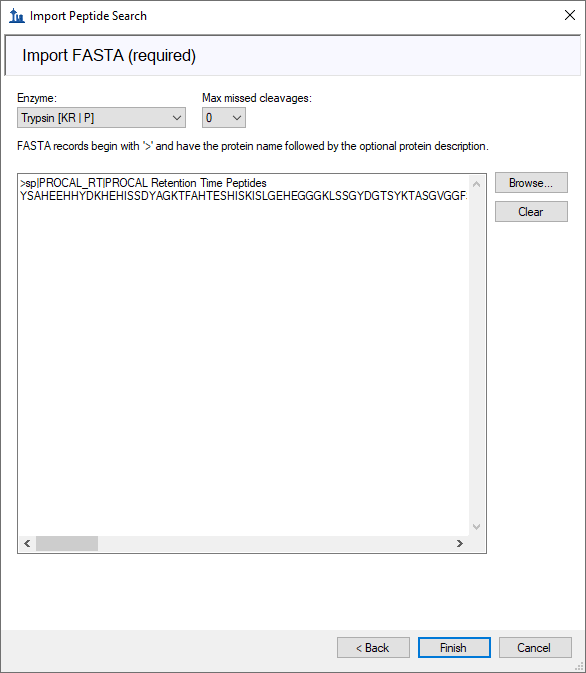 Import Peptide Search
Import FASTA (required)
Enzyme:
Max missed cleavages:
Trypsin [KR | P]
0
FASTA records begin with '>' and have the protein name followed by the optional protein description.
>sp|PROCAL_RT|PROCAL Retention Time Peptides
YSAHEEHHYDKHEHISSDYAGKTFAHTESHISKISLGEHEGGGKLSSGYDGTSYKTASGVGGF
Browse...
Clear
< Back
Finish
Cancel